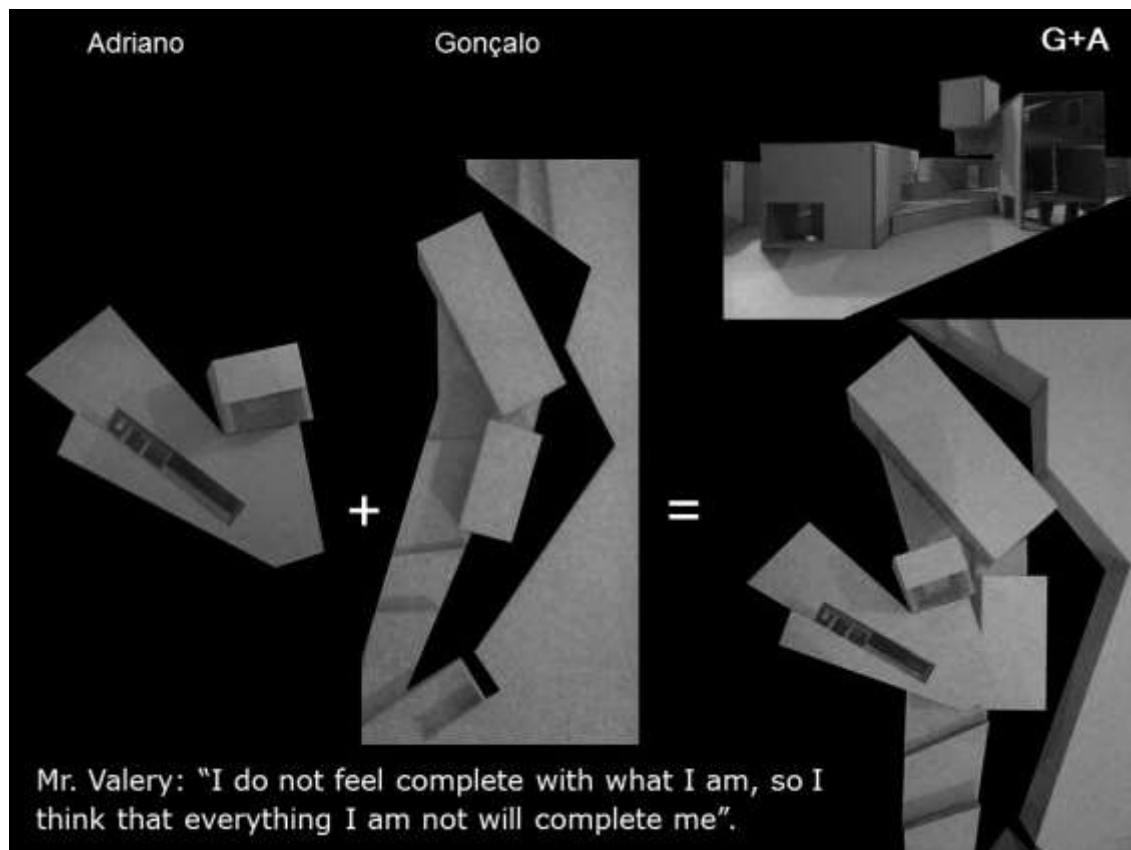 Adriano
Gonçalo
G+A
+
=
Mr. Valery: “I do not feel complete with what I am, so I
think that everything I am not will complete me”.